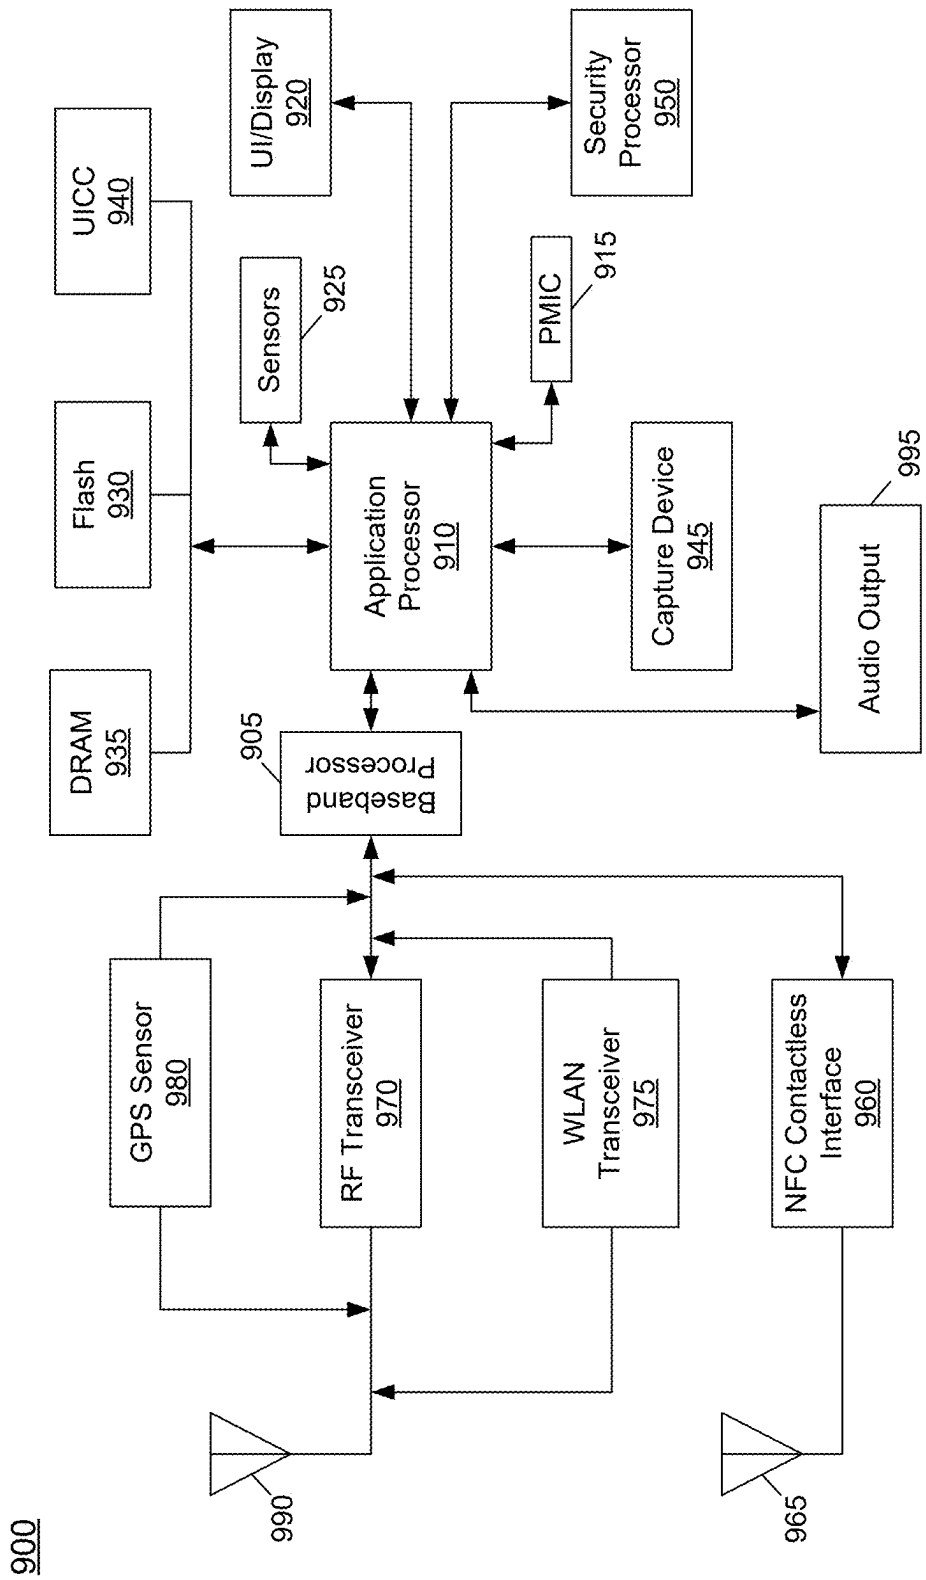 900
UICC
940
Flash
930
DRAM
935
UI/Display
920
Sensors
925
Security
Processor
950
PMIC
915
Application
Processor
910
Capture Device
945
Audio Output
995
Baseband
Processor
905
GPS Sensor
980
RF Transceiver
970
WLAN
Transceiver
975
NFC Contactless
Interface
960
990
965